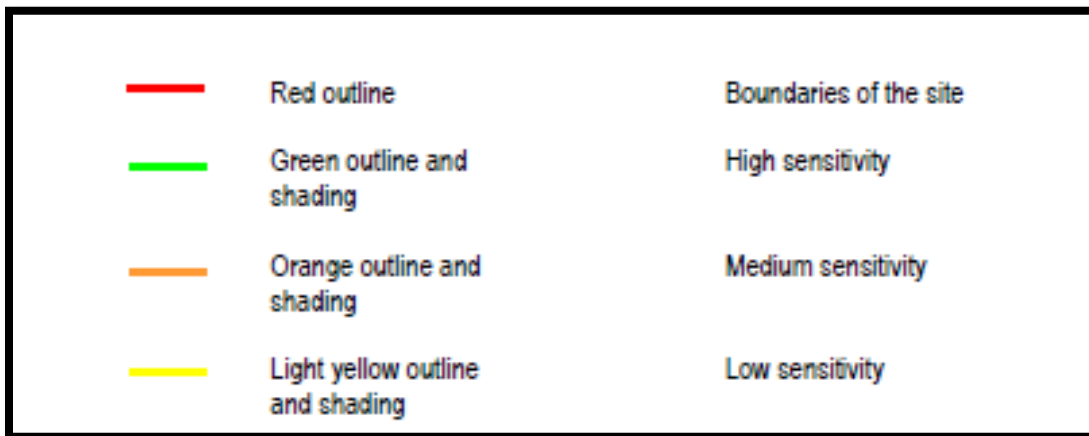 Red outline
Boundaries of the site
Green outline and
shading
High sensitivity
Orange outline and
shading
Medium sensitivity
Light yellow outline
and shading
Low sensitivity